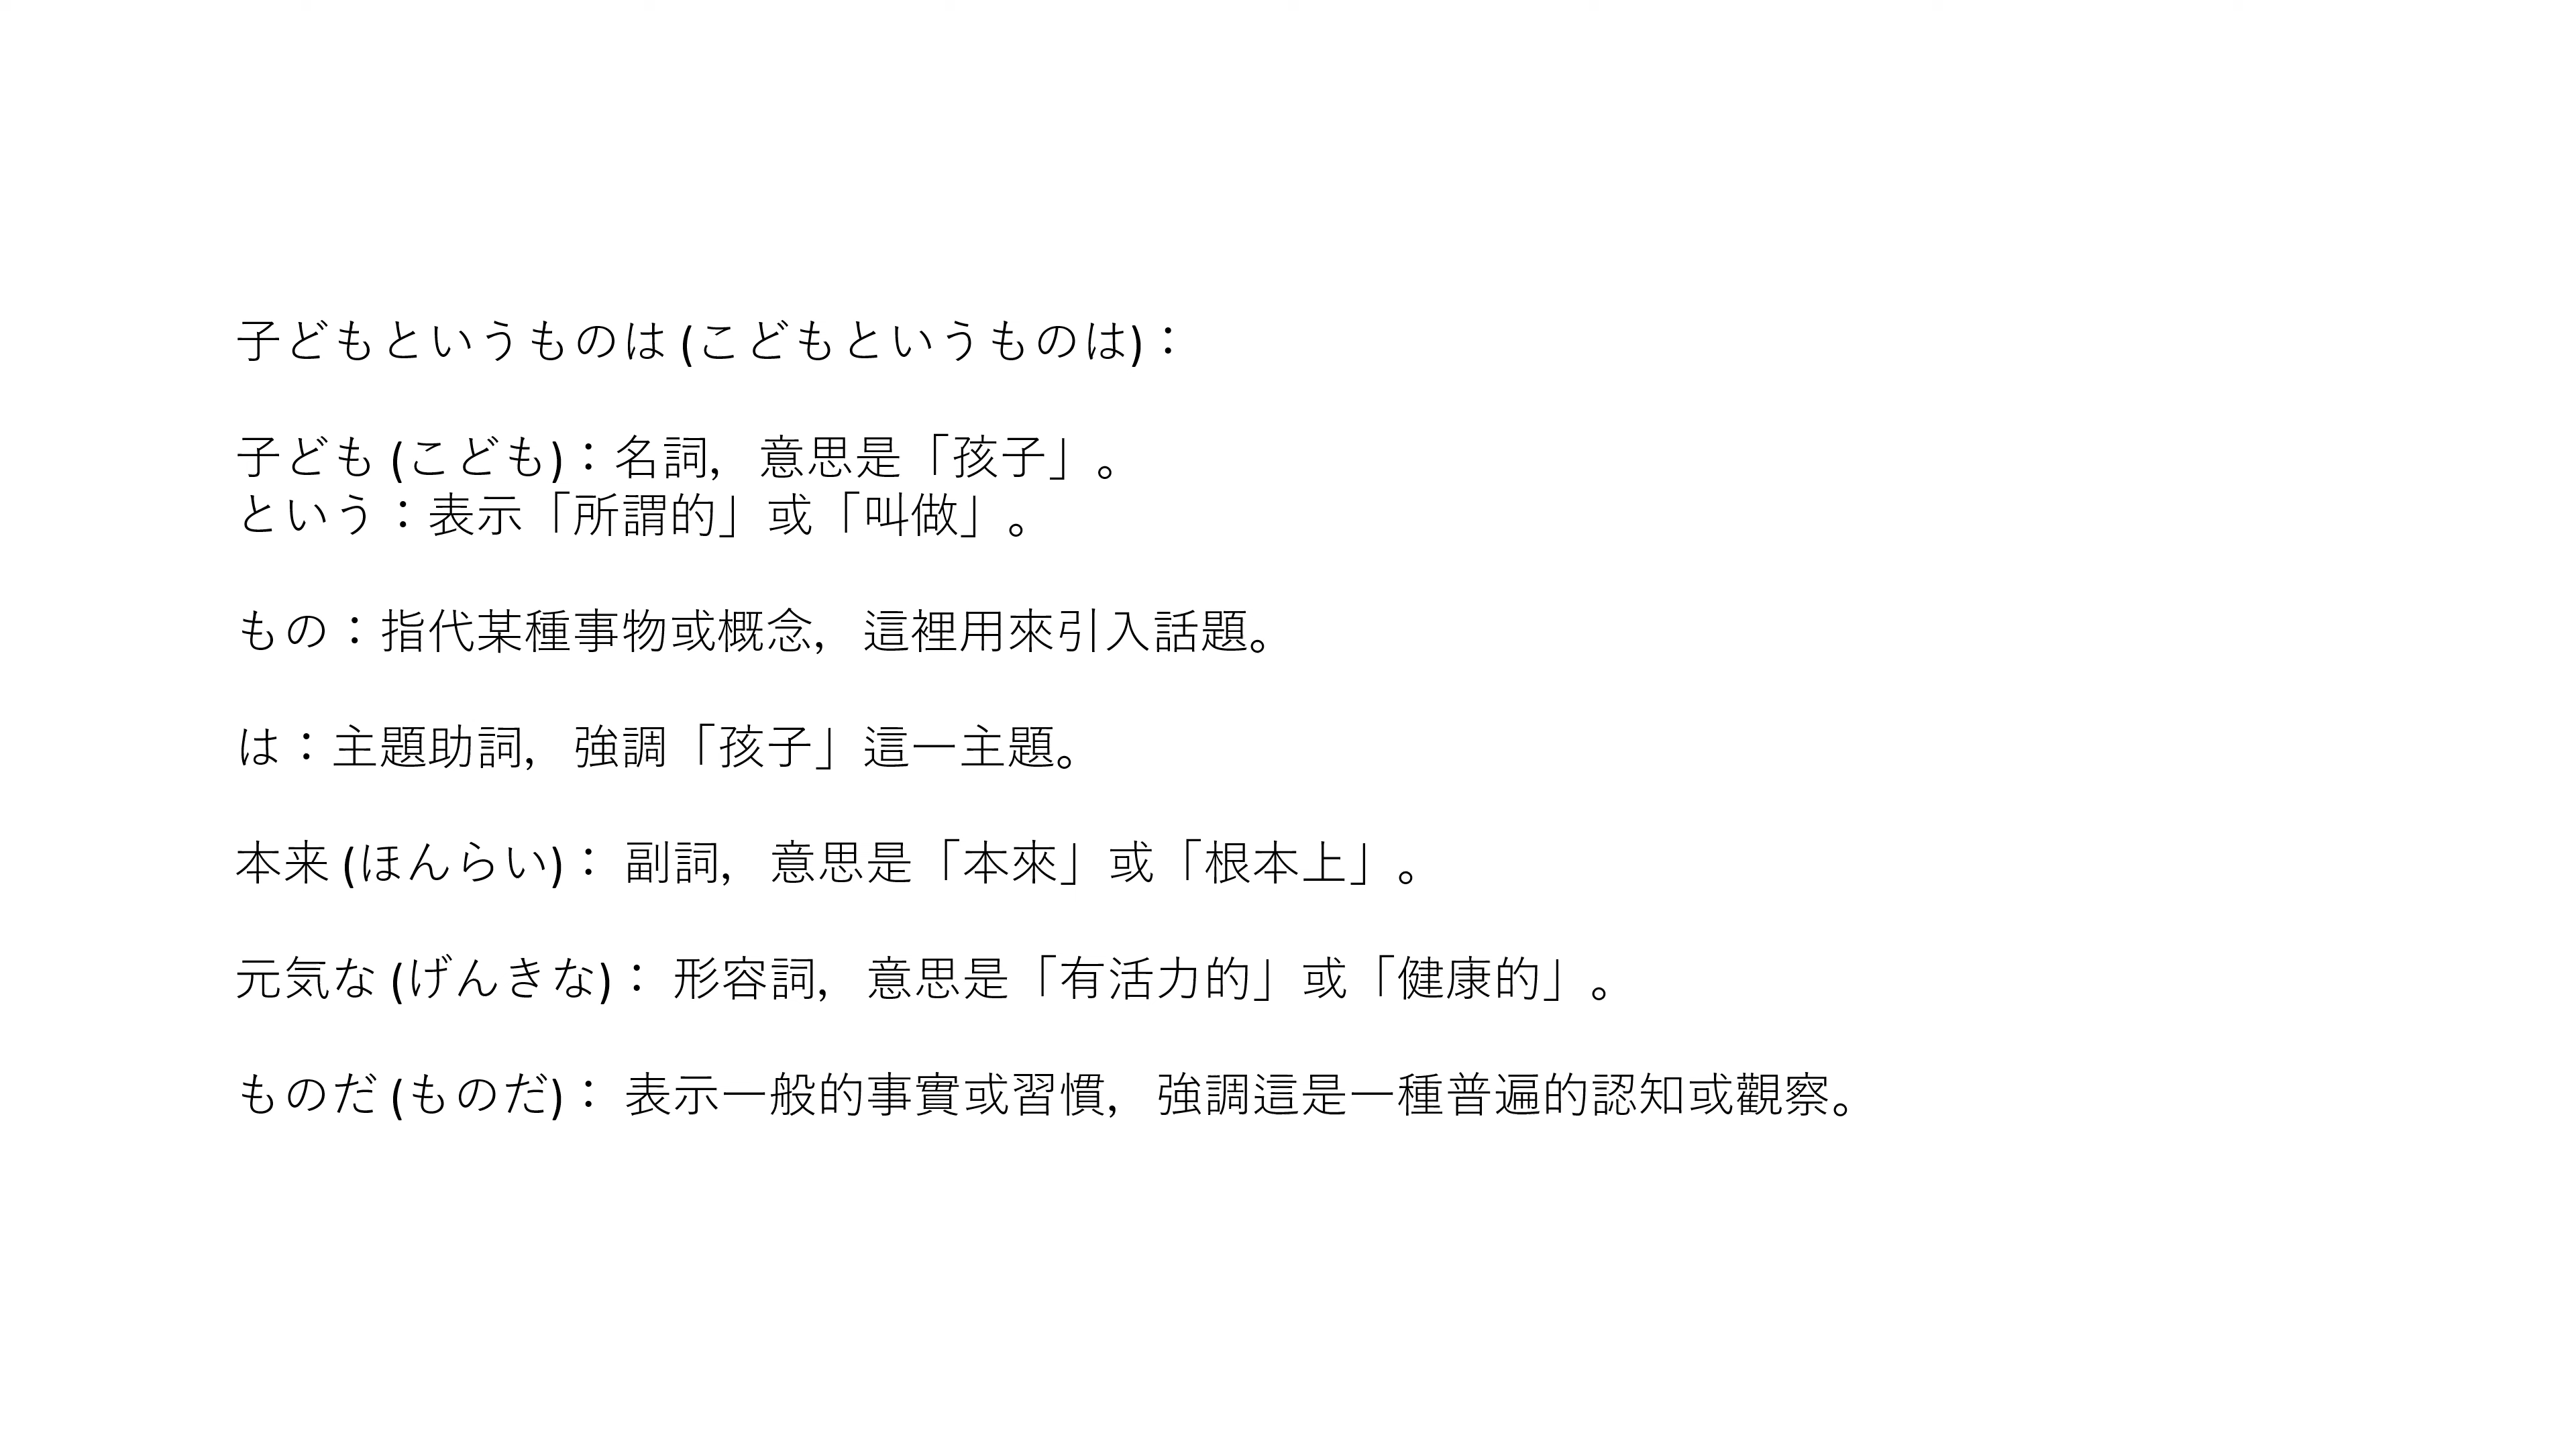 子どもというものは (こどもというものは)：
子ども (こども)：名詞，意思是「孩子」。
という：表示「所謂的」或「叫做」。
もの：指代某種事物或概念，這裡用來引入話題。
は：主題助詞，強調「孩子」這一主題。
本来 (ほんらい)： 副詞，意思是「本來」或「根本上」。
元気な (げんきな)： 形容詞，意思是「有活力的」或「健康的」。
ものだ (ものだ)： 表示一般的事實或習慣，強調這是一種普遍的認知或觀察。